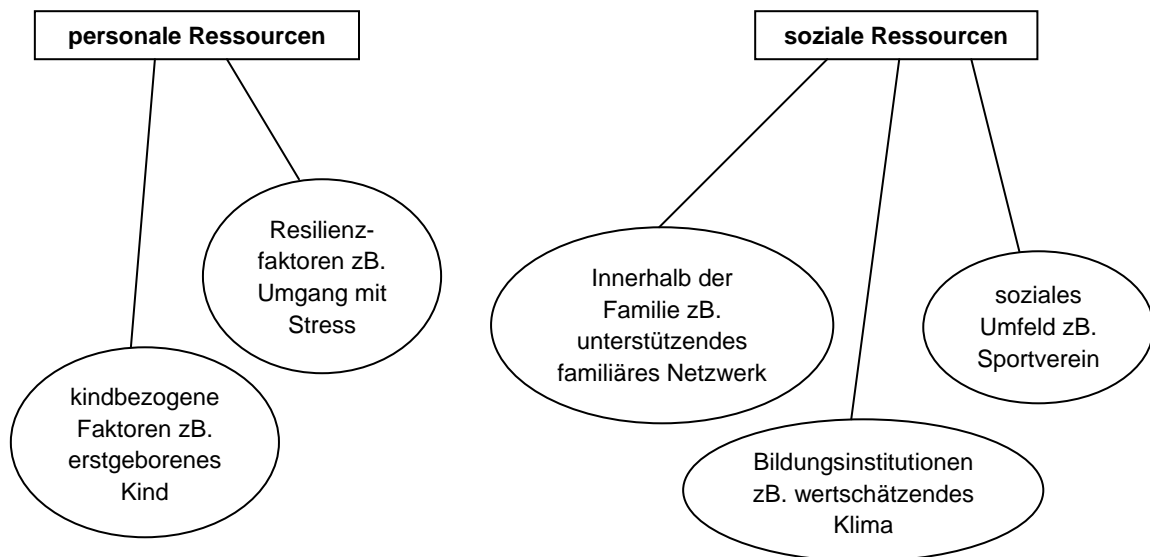 personale Ressourcen
soziale Ressourcen
Resilienz-
faktoren zB.
Umgang mit
Stress
kindbezogene
Faktoren zB.
erstgeborenes
Kind
Innerhalb der
Familie zB.
unterstützendes
familiäres Netzwerk
soziales
Umfeld zB.
Sportverein
Bildungsinstitutionen
zB. wertschätzendes
Klima